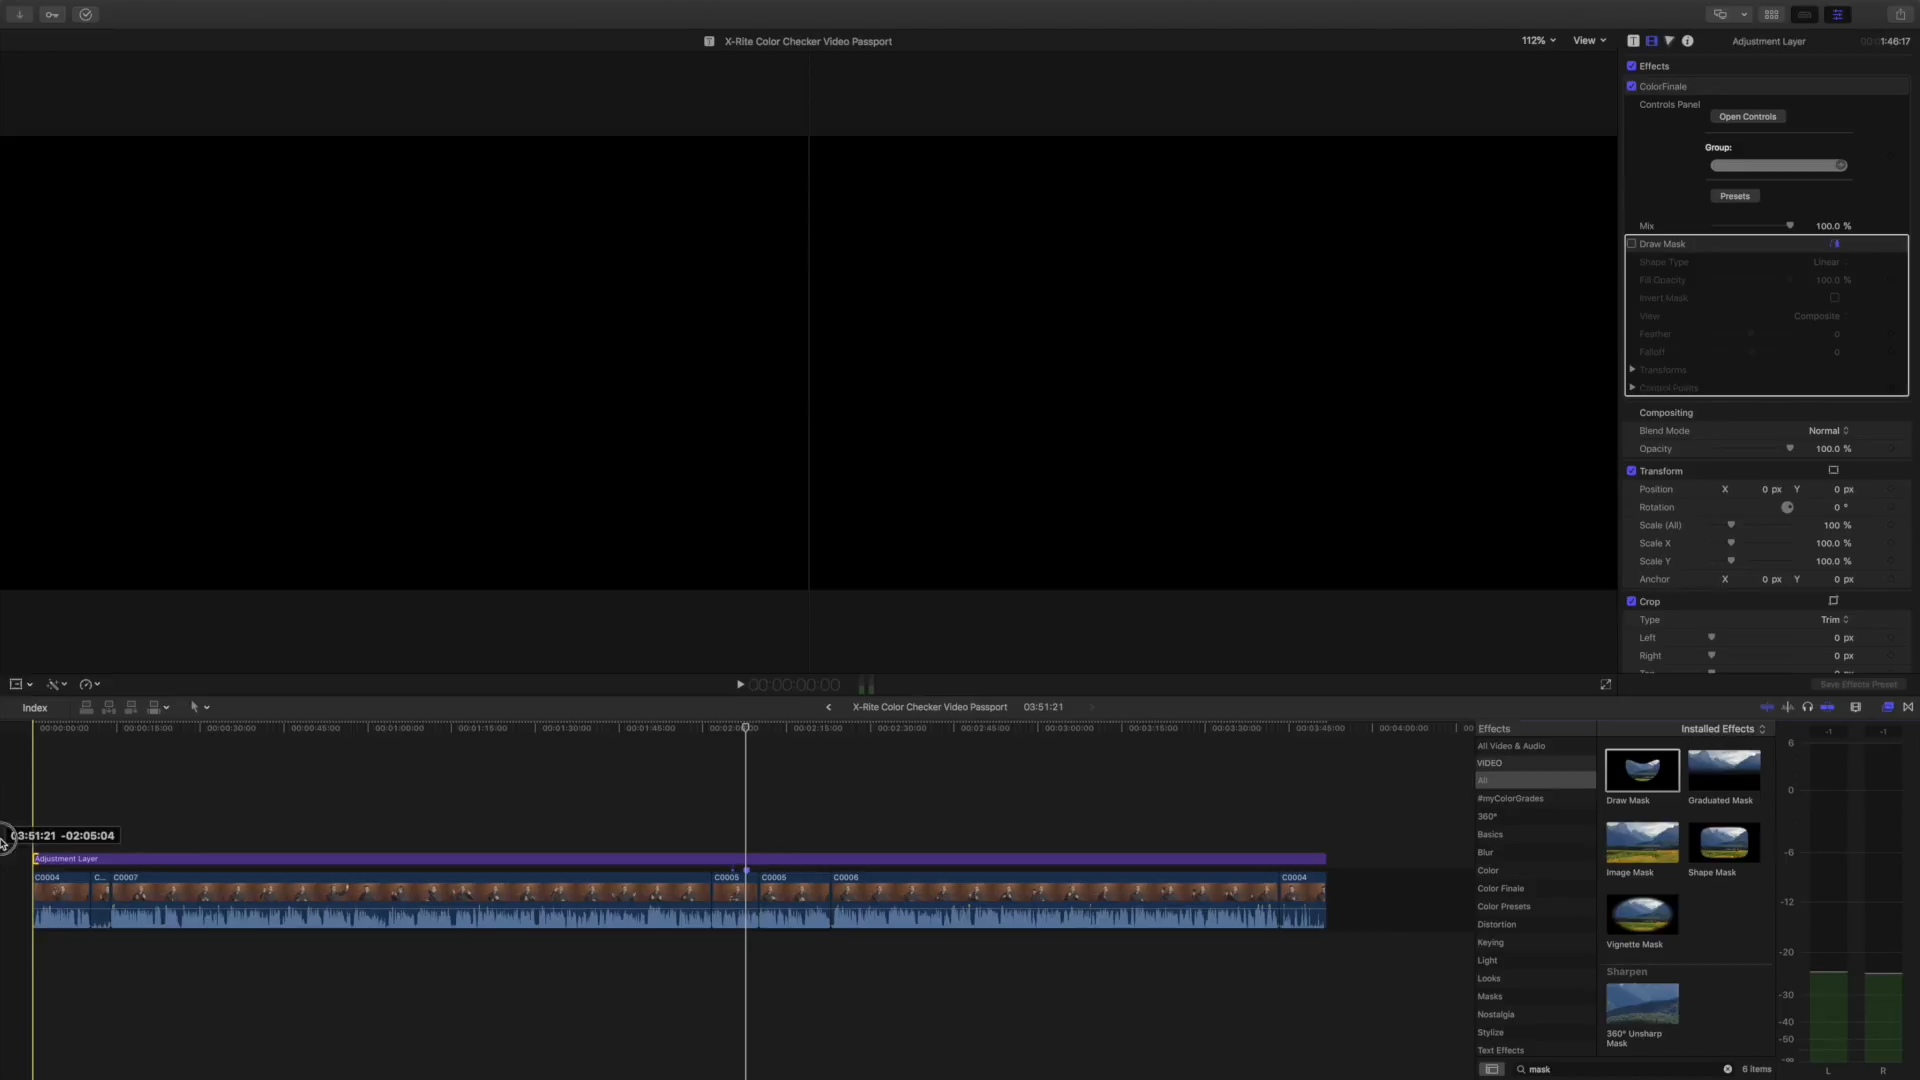 X-Rite Color Checker Video Passport
112%
View
Adjustment Layer
1:46:17
Effects
ColorFinale
Controls Panel
Open Controls
Group:
Presets
Mix
100.0 %
Draw Mask
Shape Type
Linear
Fill Opacity
100.0 %
Invert Mask
View
Composite
Feather
0
Falloff
0
Transforms
Control Points
Compositing
Blend Mode
Normal
Opacity
100.0 %
Transform
Position
X
0 px
Y
0 px
Rotation
0 °
Scale (All)
100 %
Scale X
100.0 %
Scale Y
100.0 %
Anchor
X
0 px
Y
0 px
Crop
Type
Trim
Left
0 px
Right
0 px
00:00:00:00
Save Effects Preset
Index
X-Rite Color Checker Video Passport
03:51:21
00:00:00:00
00:00:15:00
00:00:30:00
00:00:45:00
00:01:00:00
00:01:15:00
00:01:30:00
00:01:45:00
00:02:15:00
00:02:30:00
00:02:45:00
00:03:00:00
00:03:15:00
00:03:30:00
00:03:45:00
00:04:00:00
03:51:21 -02:05:04
Adjustment Layer
C0004
C...
C0007
C0005
C0005
C0006
C0004
Effects
Installed Effects
All Video & Audio
VIDEO
All
#myColorGrades
360°
Basics
Blur
Color
Color Finale
Color Presets
Distortion
Keying
Light
Looks
Masks
Nostalgia
Stylize
Text Effects
Draw Mask
Graduated Mask
Image Mask
Shape Mask
Vignette Mask
Sharpen
360° Unsharp
Mask
mask
6 items
-1
-1
6
0
-6
-12
-20
-30
-40
-50
-∞
L
R